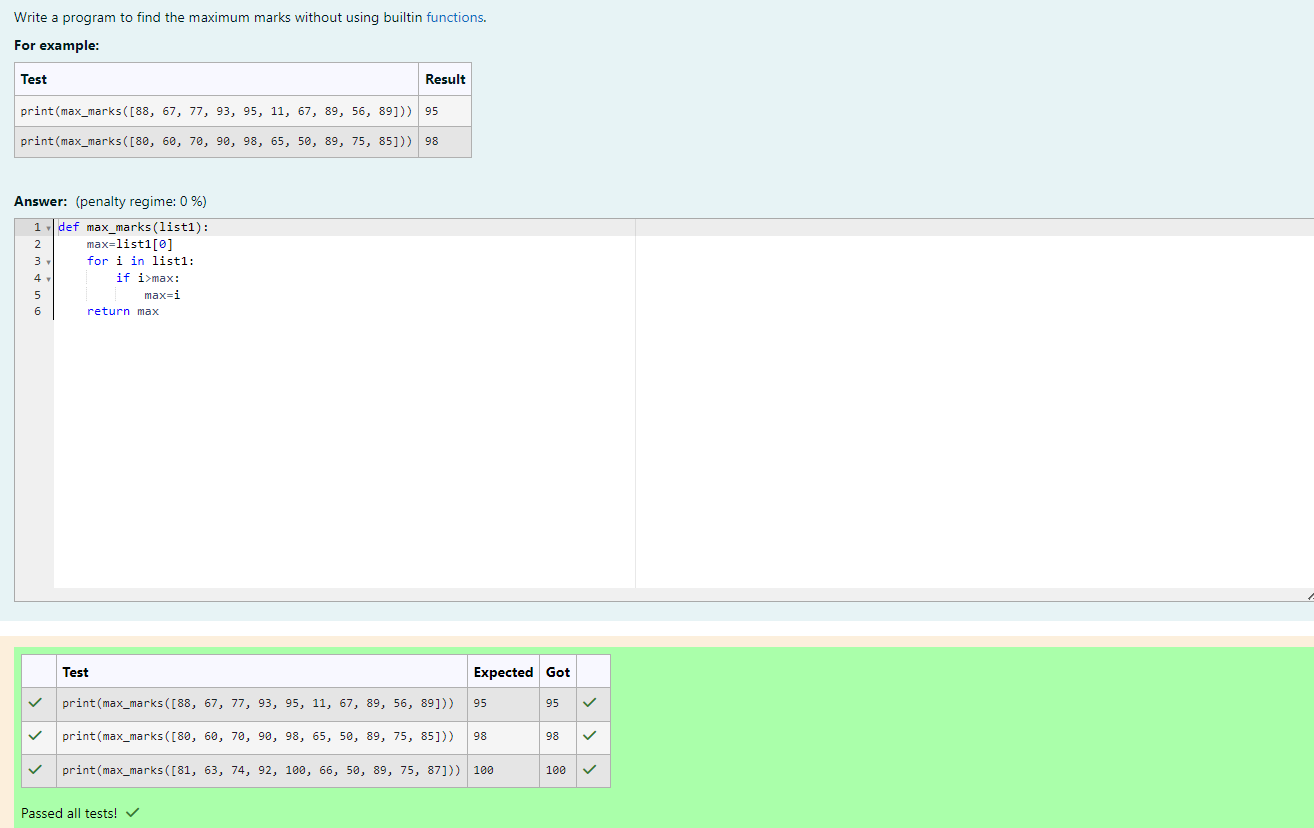 Write a program to find the maximum marks without using builtin functions.
For example:
Test Result
print(max_marks([88, 67, 77, 93, 95, 11, 67, 89, 56, 89])) 95
print(max_marks([80, 60, 70, 90, 98, 65, 50, 89, 75, 85])) 98
Answer: (penalty regime: 0 %)
1 def max_marks(list1):
2     max=list1[0]
3     for i in list1:
4         if i>max:
5             max=i
6     return max
Test Expected Got
print(max_marks([88, 67, 77, 93, 95, 11, 67, 89, 56, 89])) 95 95
print(max_marks([80, 60, 70, 90, 98, 65, 50, 89, 75, 85])) 98 98
print(max_marks([81, 63, 74, 92, 100, 66, 50, 89, 75, 87])) 100 100
Passed all tests!